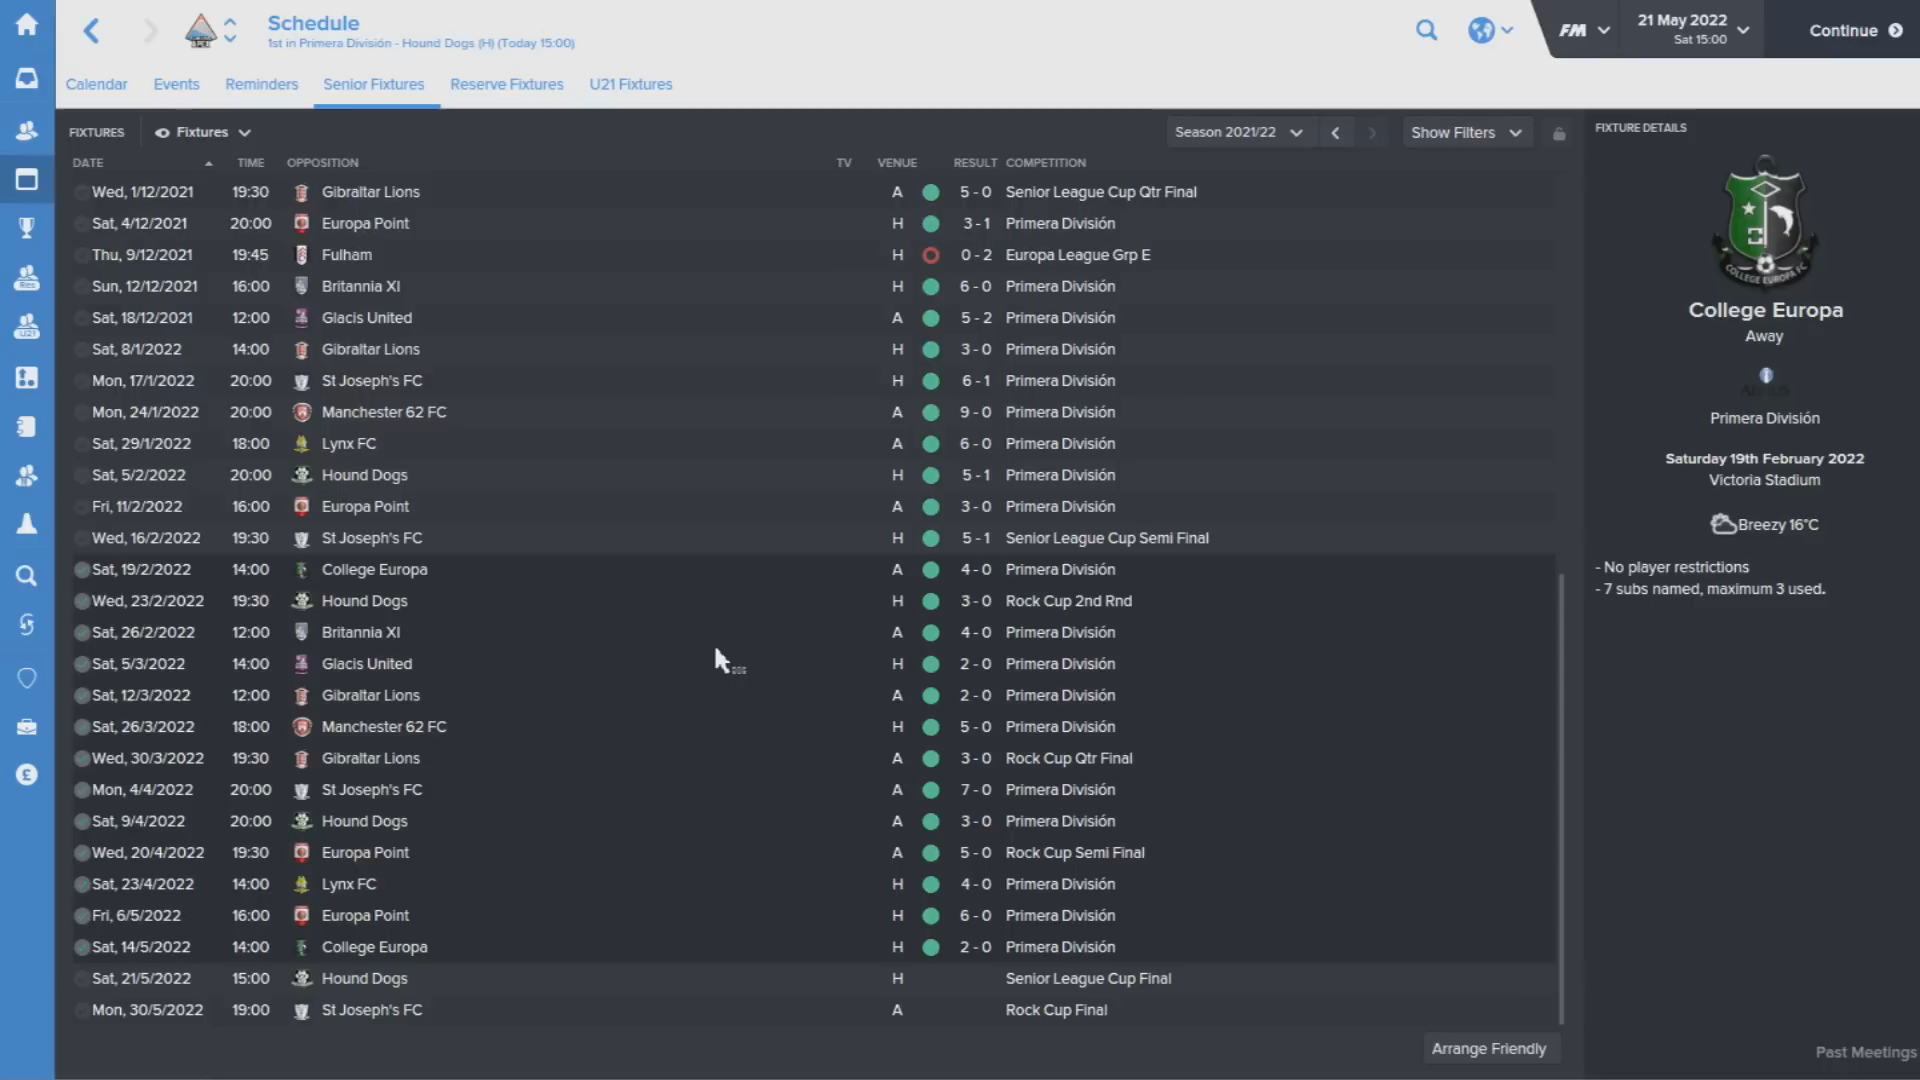 Schedule
1st in Primera División - Hound Dogs (H) (Today 15:00)
FM
21 May 2022
Sat 15:00
Continue
Calendar Events Reminders Senior Fixtures Reserve Fixtures U21 Fixtures
FIXTURES Fixtures Season 2021/22 Show Filters
DATE TIME OPPOSITION TV VENUE RESULT COMPETITION
Wed, 1/12/2021 19:30 Gibraltar Lions A 5 - 0 Senior League Cup Qtr Final
Sat, 4/12/2021 20:00 Europa Point H 3 - 1 Primera División
Thu, 9/12/2021 19:45 Fulham H 0 - 2 Europa League Grp E
Sun, 12/12/2021 16:00 Britannia XI H 6 - 0 Primera División
Sat, 18/12/2021 12:00 Glacis United A 5 - 2 Primera División
Sat, 8/1/2022 14:00 Gibraltar Lions H 3 - 0 Primera División
Mon, 17/1/2022 20:00 St Joseph's FC H 6 - 1 Primera División
Mon, 24/1/2022 20:00 Manchester 62 FC A 9 - 0 Primera División
Sat, 29/1/2022 18:00 Lynx FC A 6 - 0 Primera División
Sat, 5/2/2022 20:00 Hound Dogs H 5 - 1 Primera División
Fri, 11/2/2022 16:00 Europa Point A 3 - 0 Primera División
Wed, 16/2/2022 19:30 St Joseph's FC H 5 - 1 Senior League Cup Semi Final
Sat, 19/2/2022 14:00 College Europa A 4 - 0 Primera División
Wed, 23/2/2022 19:30 Hound Dogs H 3 - 0 Rock Cup 2nd Rnd
Sat, 26/2/2022 12:00 Britannia XI A 4 - 0 Primera División
Sat, 5/3/2022 14:00 Glacis United H 2 - 0 Primera División
Sat, 12/3/2022 12:00 Gibraltar Lions A 2 - 0 Primera División
Sat, 26/3/2022 18:00 Manchester 62 FC H 5 - 0 Primera División
Wed, 30/3/2022 19:30 Gibraltar Lions A 3 - 0 Rock Cup Qtr Final
Mon, 4/4/2022 20:00 St Joseph's FC A 7 - 0 Primera División
Sat, 9/4/2022 20:00 Hound Dogs A 3 - 0 Primera División
Wed, 20/4/2022 19:30 Europa Point A 5 - 0 Rock Cup Semi Final
Sat, 23/4/2022 14:00 Lynx FC H 4 - 0 Primera División
Fri, 6/5/2022 16:00 Europa Point H 6 - 0 Primera División
Sat, 14/5/2022 14:00 College Europa H 2 - 0 Primera División
Sat, 21/5/2022 15:00 Hound Dogs H Senior League Cup Final
Mon, 30/5/2022 19:00 St Joseph's FC A Rock Cup Final
Arrange Friendly
FIXTURE DETAILS
COLLEGE EUROPA FC
College Europa
Away
Primera División
Saturday 19th February 2022
Victoria Stadium
Breezy 16°C
- No player restrictions
- 7 subs named, maximum 3 used.
Past Meetings
Res
U21